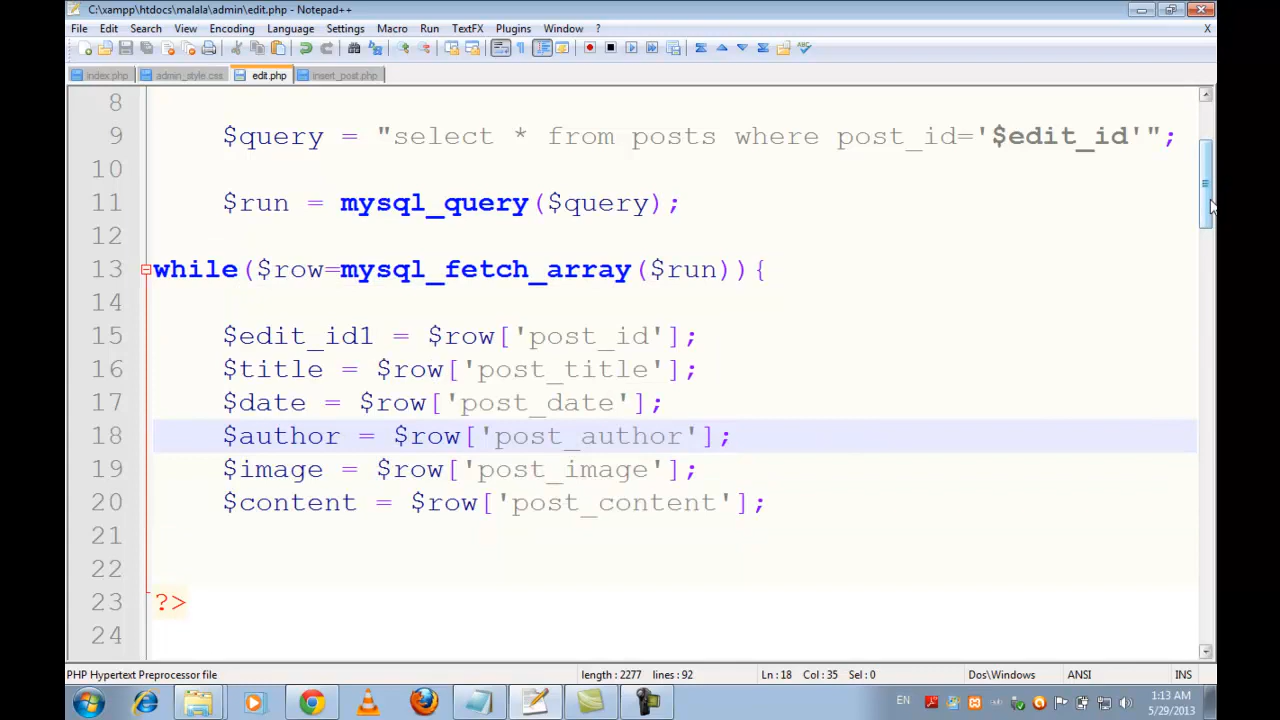 C:\xampp\htdocs\malala\admin\edit.php - Notepad++
File Edit Search View Encoding Language Settings Macro Run TextFX Plugins Window ? X
index.php admin_style.css edit.php insert_post.php
8
9 $query = "select * from posts where post_id='$edit_id'";
10
11 $run = mysql_query($query);
12
13 while($row=mysql_fetch_array($run)){
14
15 $edit_id1 = $row['post_id'];
16 $title = $row['post_title'];
17 $date = $row['post_date'];
18 $author = $row['post_author'];
19 $image = $row['post_image'];
20 $content = $row['post_content'];
21
22
23 ?>
24
PHP Hypertext Preprocessor file length : 2277 lines : 92 Ln : 18 Col : 35 Sel : 0 Dos\Windows ANSI INS
EN 1:13 AM
5/29/2013